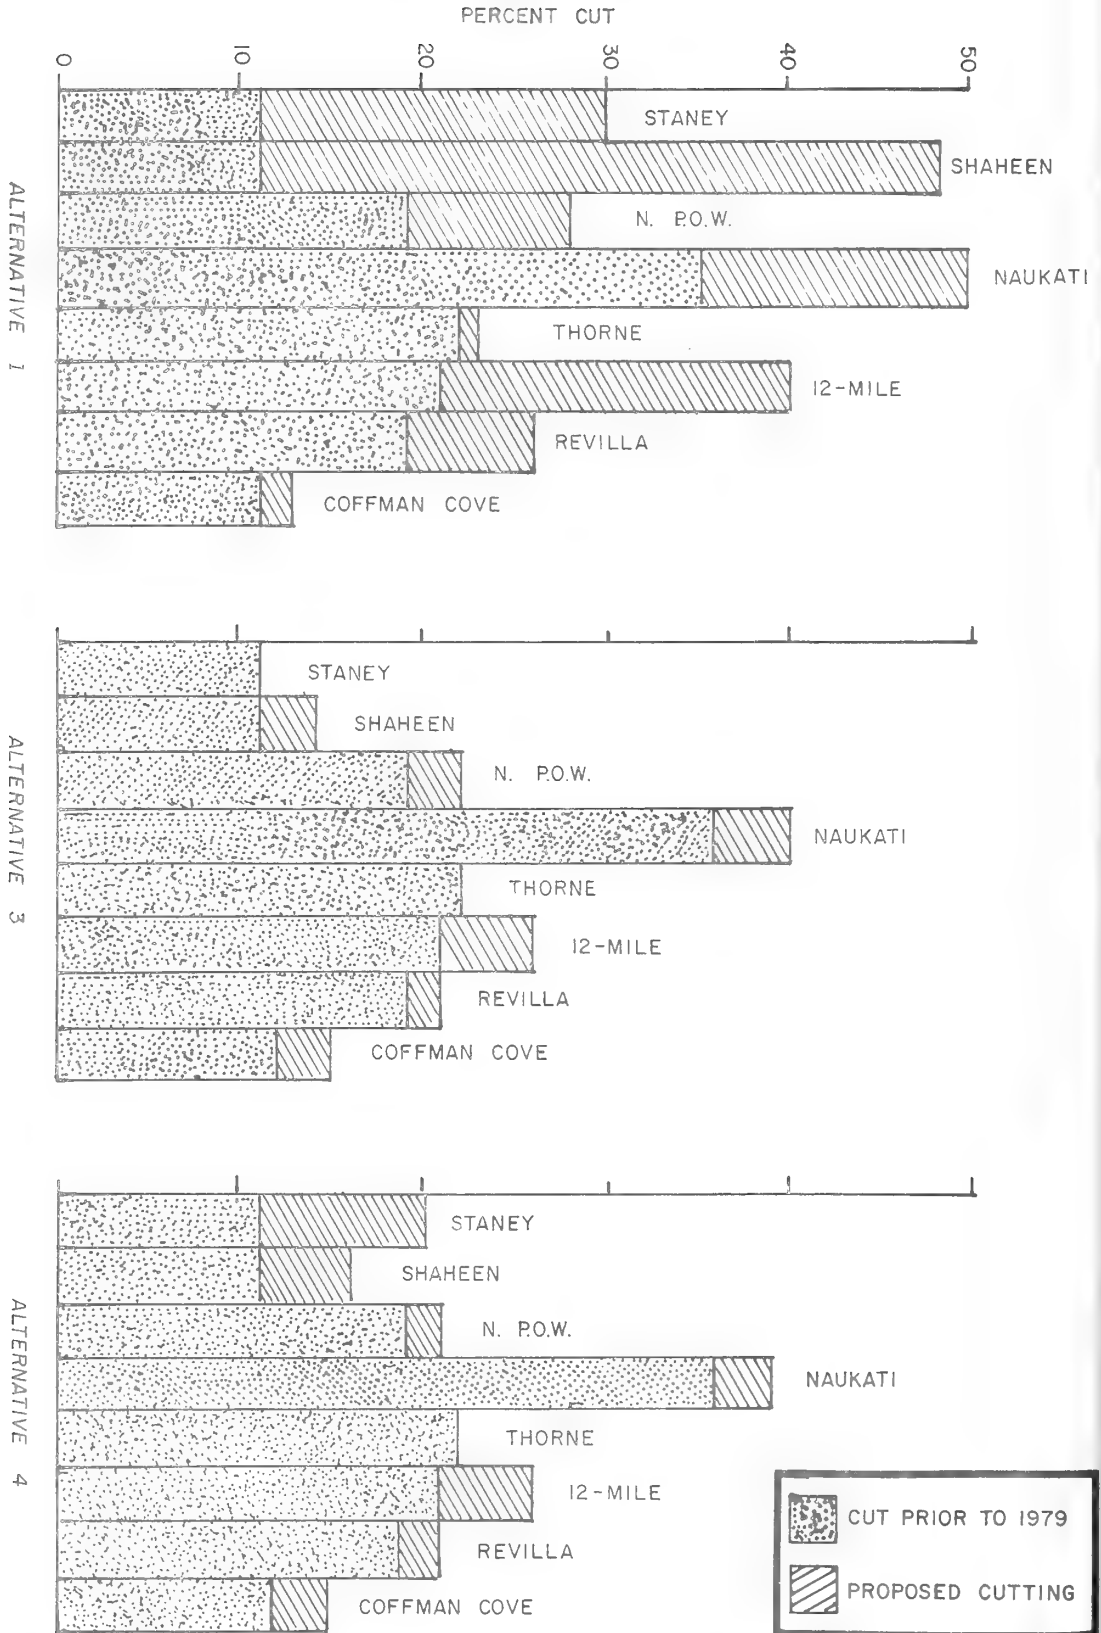 PERCENT CUT
0
10
20
30
40
50
STANEY
SHAHEEN
N. P.O.W.
NAUKATI
THORNE
12-MILE
REVILLA
COFFMAN COVE
ALTERNATIVE 1
STANEY
SHAHEEN
N. P.O.W.
NAUKATI
THORNE
12-MILE
REVILLA
COFFMAN COVE
ALTERNATIVE 3
STANEY
SHAHEEN
N. P.O.W.
NAUKATI
THORNE
12-MILE
REVILLA
COFFMAN COVE
ALTERNATIVE 4
CUT PRIOR TO 1979
PROPOSED CUTTING